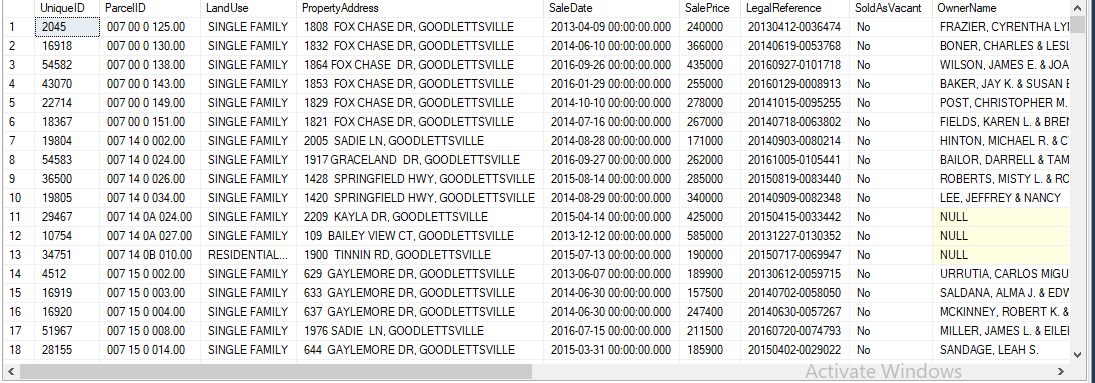 UniqueID ParcelID LandUse PropertyAddress SaleDate SalePrice LegalReference SoldAsVacant OwnerName
1 2045 007 00 0 125.00 SINGLE FAMILY 1808  FOX CHASE DR, GOODLETTSVILLE 2013-04-09 00:00:00.000 240000 20130412-0036474 No FRAZIER, CYRENTHA LY
2 16918 007 00 0 130.00 SINGLE FAMILY 1832  FOX CHASE DR, GOODLETTSVILLE 2014-06-10 00:00:00.000 366000 20140619-0053768 No BONER, CHARLES & LESL
3 54582 007 00 0 138.00 SINGLE FAMILY 1864 FOX CHASE  DR, GOODLETTSVILLE 2016-09-26 00:00:00.000 435000 20160927-0101718 No WILSON, JAMES E. & JOA
4 43070 007 00 0 143.00 SINGLE FAMILY 1853  FOX CHASE DR, GOODLETTSVILLE 2016-01-29 00:00:00.000 255000 20160129-0008913 No BAKER, JAY K. & SUSAN E
5 22714 007 00 0 149.00 SINGLE FAMILY 1829  FOX CHASE DR, GOODLETTSVILLE 2014-10-10 00:00:00.000 278000 20141015-0095255 No POST, CHRISTOPHER M.
6 18367 007 00 0 151.00 SINGLE FAMILY 1821  FOX CHASE DR, GOODLETTSVILLE 2014-07-16 00:00:00.000 267000 20140718-0063802 No FIELDS, KAREN L. & BREN
7 19804 007 14 0 002.00 SINGLE FAMILY 2005  SADIE LN, GOODLETTSVILLE 2014-08-28 00:00:00.000 171000 20140903-0080214 No HINTON, MICHAEL R. & C
8 54583 007 14 0 024.00 SINGLE FAMILY 1917 GRACELAND  DR, GOODLETTSVILLE 2016-09-27 00:00:00.000 262000 20161005-0105441 No BAILOR, DARRELL & TAM
9 36500 007 14 0 026.00 SINGLE FAMILY 1428  SPRINGFIELD HWY, GOODLETTSVILLE 2015-08-14 00:00:00.000 285000 20150819-0083440 No ROBERTS, MISTY L. & RO
10 19805 007 14 0 034.00 SINGLE FAMILY 1420  SPRINGFIELD HWY, GOODLETTSVILLE 2014-08-29 00:00:00.000 340000 20140909-0082348 No LEE, JEFFREY & NANCY
11 29467 007 14 0A 024.00 SINGLE FAMILY 2209  KAYLA DR, GOODLETTSVILLE 2015-04-14 00:00:00.000 425000 20150415-0033442 No NULL
12 10754 007 14 0A 027.00 SINGLE FAMILY 109  BAILEY VIEW CT, GOODLETTSVILLE 2013-12-12 00:00:00.000 585000 20131227-0130352 No NULL
13 34751 007 14 0B 010.00 RESIDENTIAL... 1900  TINNIN RD, GOODLETTSVILLE 2015-07-13 00:00:00.000 190000 20150717-0069947 No NULL
14 4512 007 15 0 002.00 SINGLE FAMILY 629  GAYLEMORE DR, GOODLETTSVILLE 2013-06-07 00:00:00.000 189900 20130612-0059715 No URRUTIA, CARLOS MIGU
15 16919 007 15 0 003.00 SINGLE FAMILY 633  GAYLEMORE DR, GOODLETTSVILLE 2014-06-30 00:00:00.000 157500 20140702-0058050 No SALDANA, ALMA J. & EDW
16 16920 007 15 0 004.00 SINGLE FAMILY 637  GAYLEMORE DR, GOODLETTSVILLE 2014-06-30 00:00:00.000 247400 20140630-0057267 No MCKINNEY, ROBERT K. &
17 51967 007 15 0 008.00 SINGLE FAMILY 1976 SADIE  LN, GOODLETTSVILLE 2016-07-15 00:00:00.000 211500 20160720-0074793 No MILLER, JAMES L. & EILE
18 28155 007 15 0 014.00 SINGLE FAMILY 644  GAYLEMORE DR, GOODLETTSVILLE 2015-03-31 00:00:00.000 185900 20150402-0029022 No SANDAGE, LEAH S.
Activate Windows